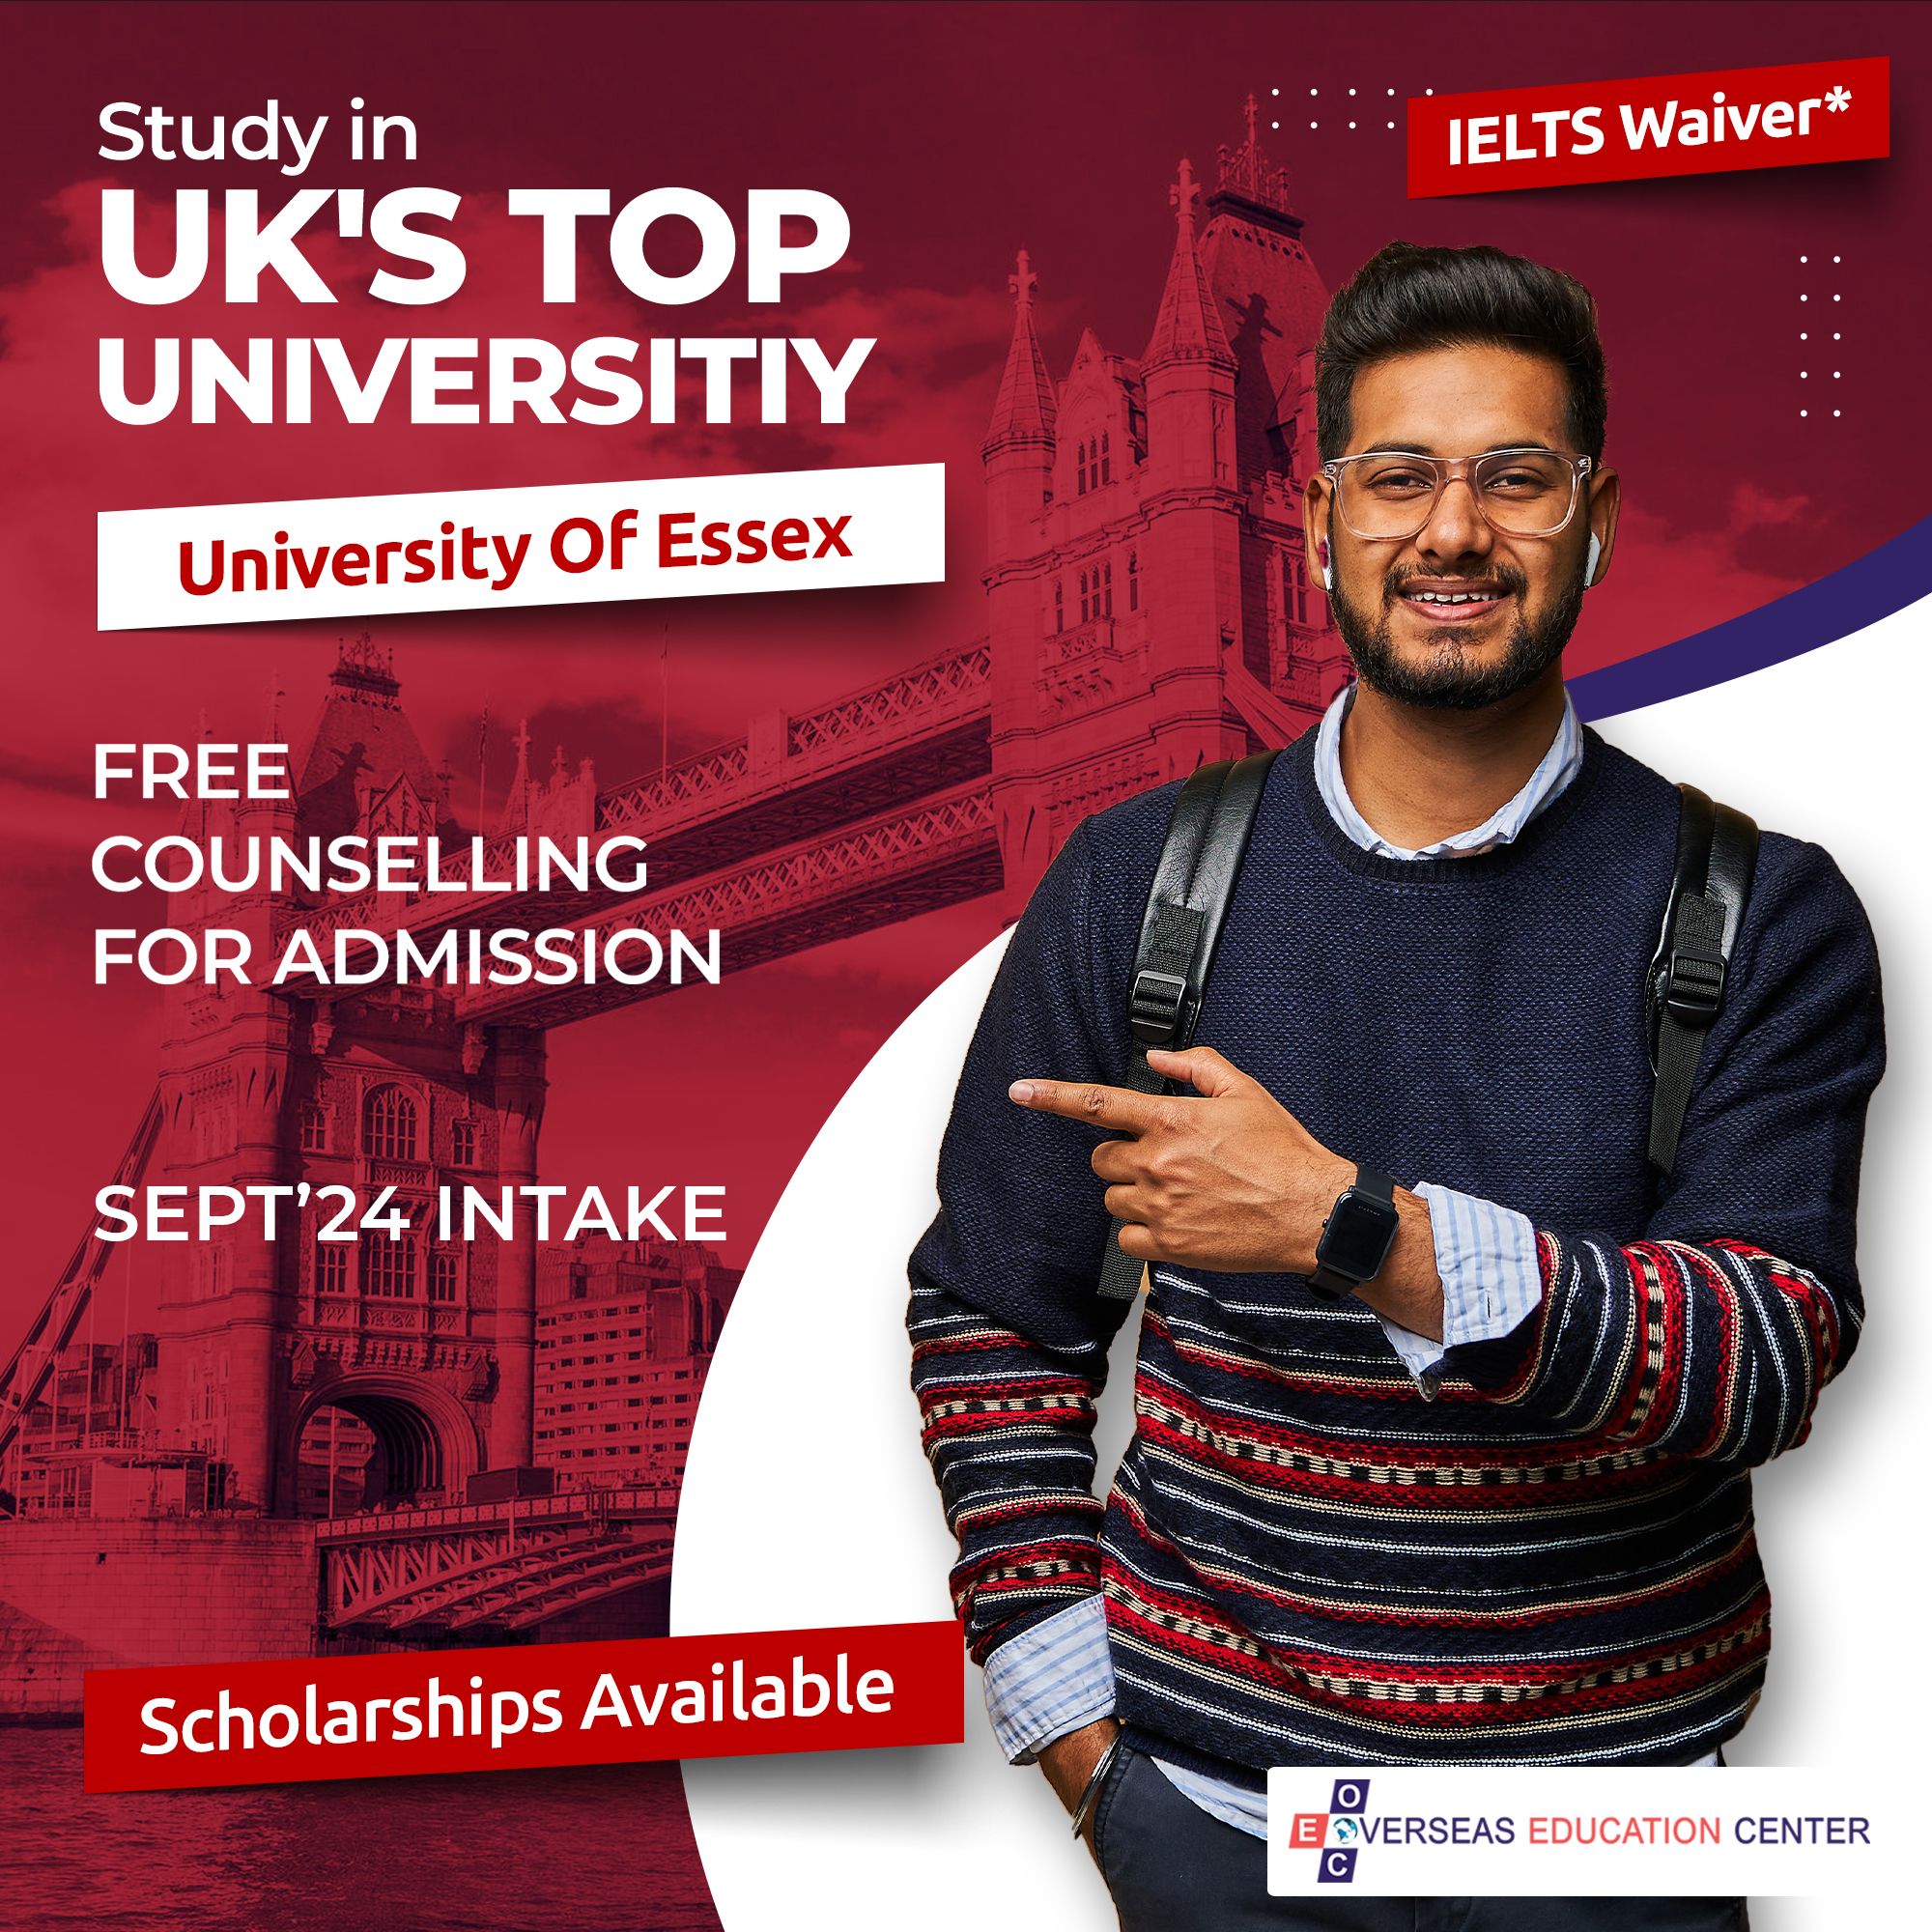 Study in
UK'S TOP
UNIVERSITIY
University Of Essex
IELTS Waiver*
FREE
COUNSELLING
FOR ADMISSION
SEPT’24 INTAKE
Scholarships Available
O
E OVERSEAS EDUCATION CENTER
C